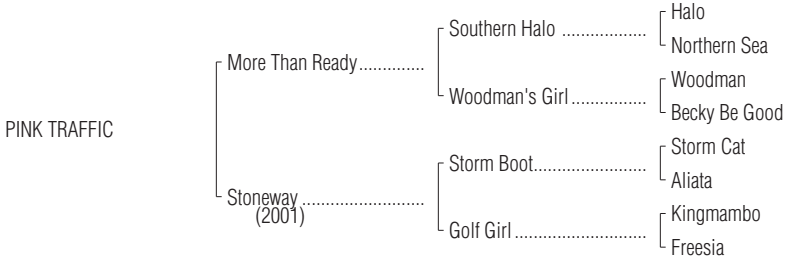 Halo
Southern Halo ..................
Northern Sea
More Than Ready..............
Woodman
Woodman's Girl................
Becky Be Good
PINK TRAFFIC
Storm Cat
Storm Boot........................
Aliata
Stoneway ..........................
(2001)
Kingmambo
Golf Girl ............................
Freesia